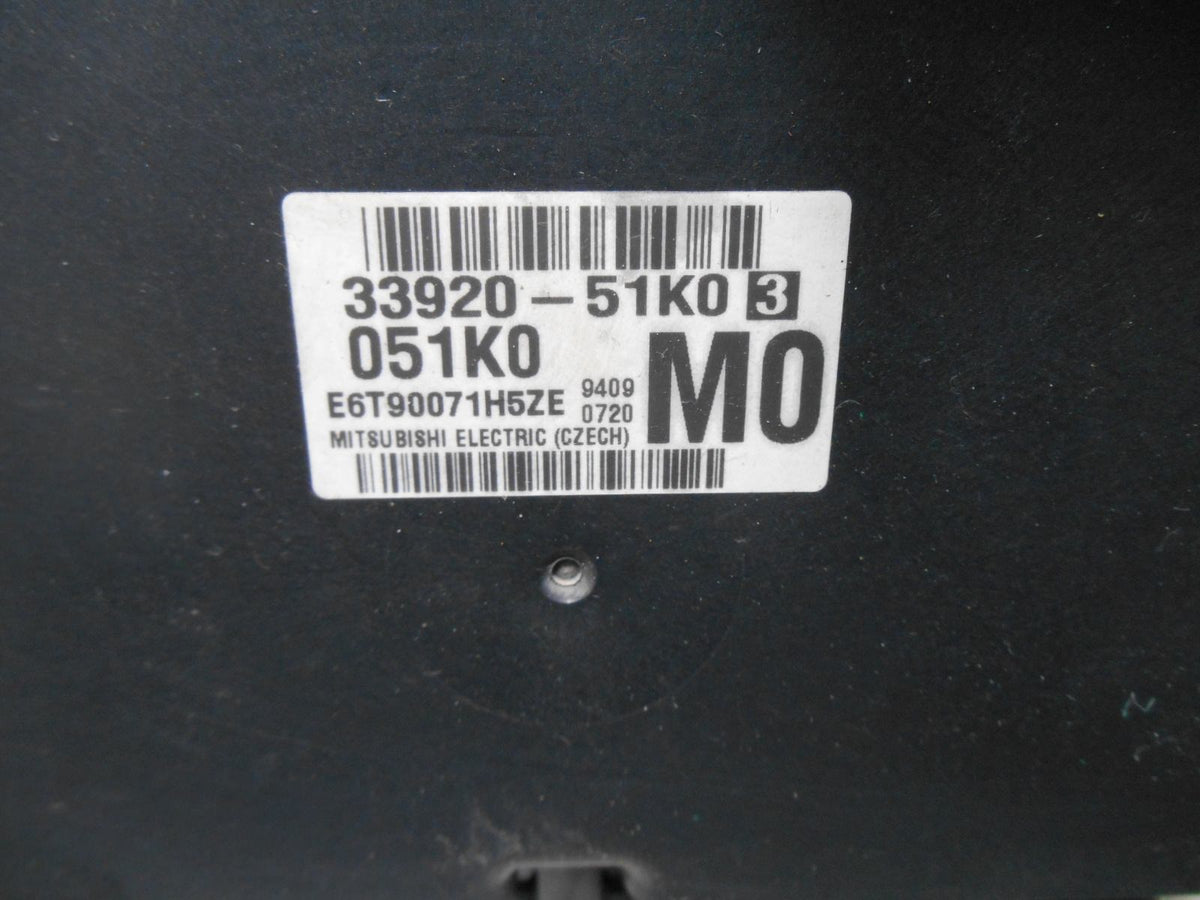 33920-51K0 3
051K0
M0
E6T90071H5ZE
9409
0720
MITSUBISHI ELECTRIC (CZECH)